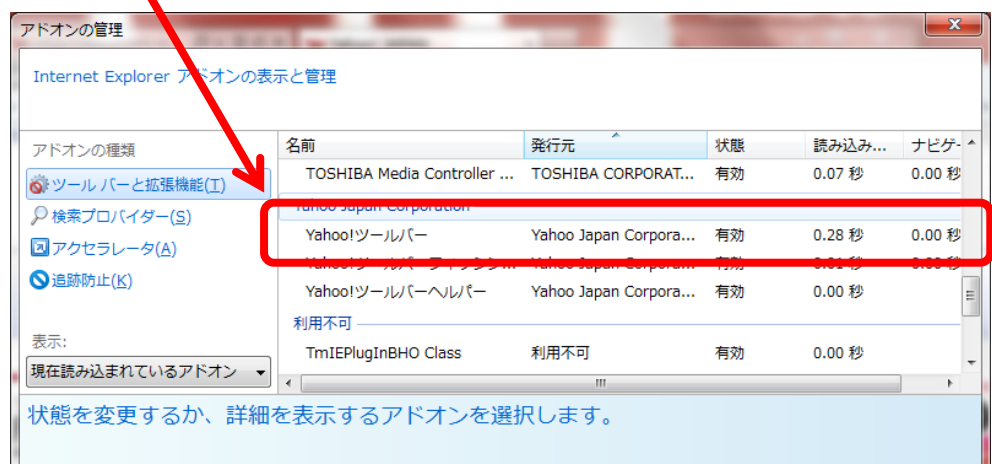 アドオンの管理
Internet Explorer アドオンの表示と管理
アドオンの種類
ツール バーと拡張機能(T)
検索プロバイダー(S)
アクセラレータ(A)
追跡防止(K)
表示:
現在読み込まれているアドオン
名前 発行元 状態 読み込み... ナビゲ-
TOSHIBA Media Controller ... TOSHIBA CORPORAT... 有効 0.07 秒 0.00 秒
Yahoo Japan Corporation
Yahoo!ツールバー Yahoo Japan Corpora... 有効 0.28 秒 0.00 秒
Yahoo!ツールバーヘルパー Yahoo Japan Corpora... 有効 0.00 秒
利用不可
TmIEPlugInBHO Class 利用不可 有効 0.00 秒
状態を変更するか、詳細を表示するアドオンを選択します。